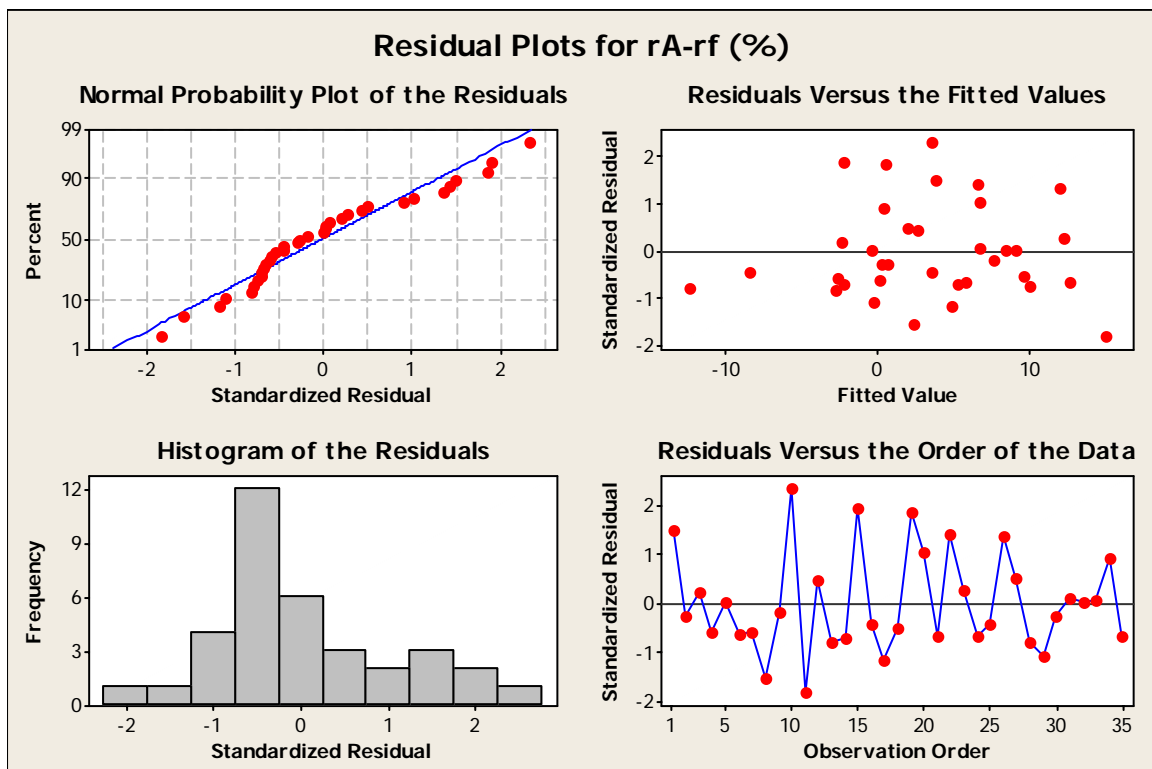 Residual Plots for rA-rf (%)
Normal Probability Plot of the Residuals
99
90
50
10
1
Percent
-2 -1 0 1 2
Standardized Residual
Residuals Versus the Fitted Values
2
1
0
-1
-2
Standardized Residual
-10 0 10
Fitted Value
Histogram of the Residuals
12
9
6
3
0
Frequency
-2 -1 0 1 2
Standardized Residual
Residuals Versus the Order of the Data
2
1
0
-1
-2
Standardized Residual
1 5 10 15 20 25 30 35
Observation Order